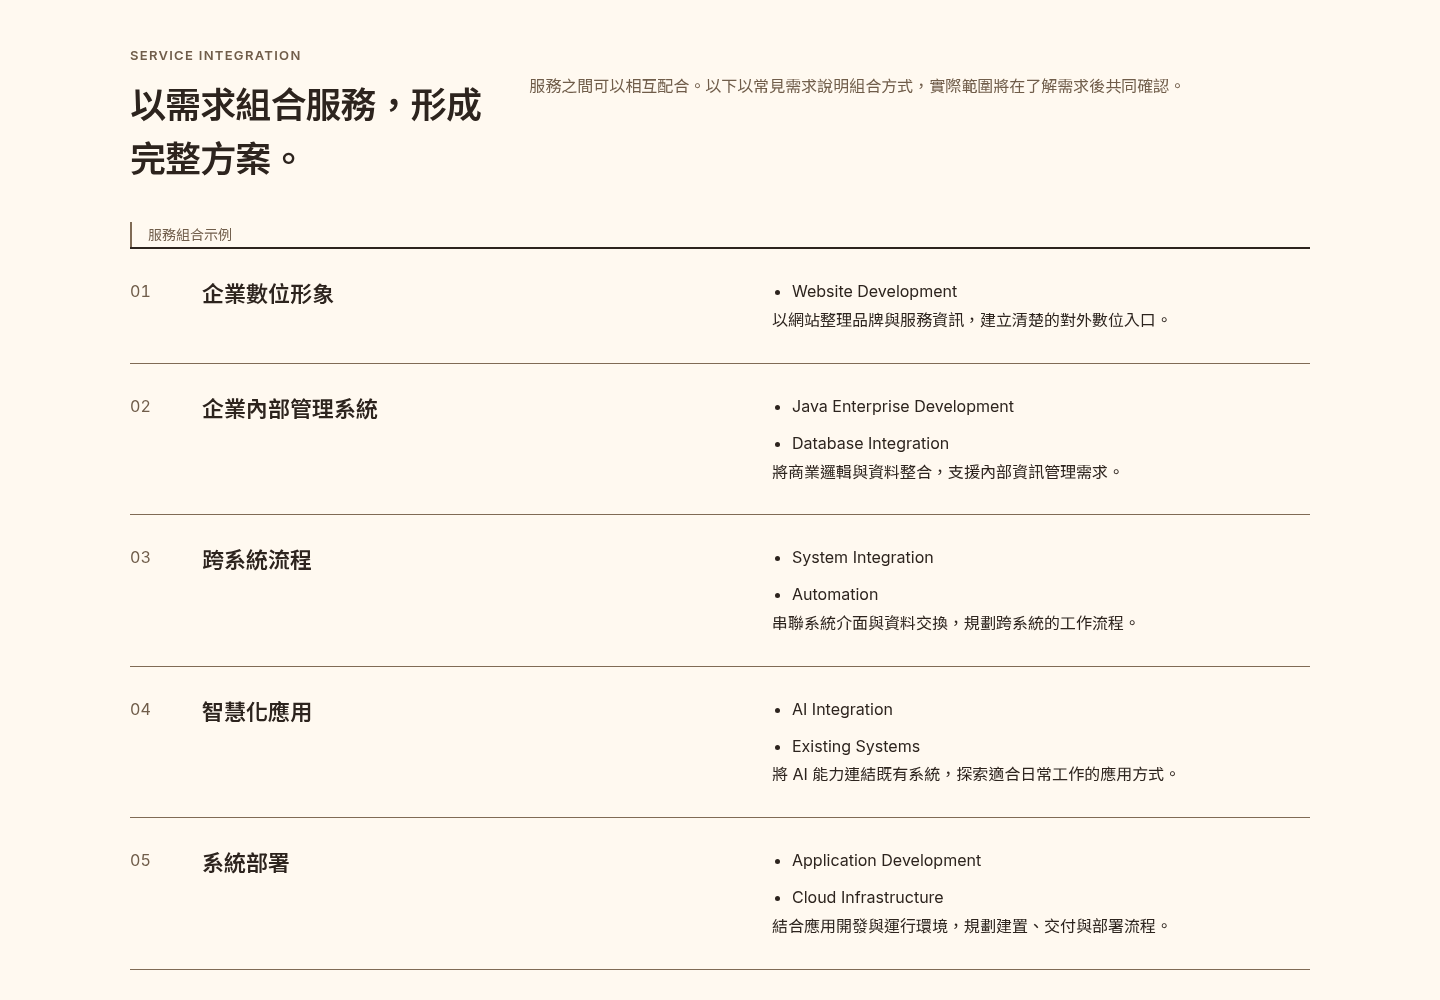 SERVICE INTEGRATION
以需求組合服務，形成
完整方案。
服務之間可以相互配合。以下以常見需求說明組合方式，實際範圍將在了解需求後共同確認。
服務組合示例
01
企業數位形象
• Website Development
以網站整理品牌與服務資訊，建立清楚的對外數位入口。
02
企業內部管理系統
• Java Enterprise Development
• Database Integration
將商業邏輯與資料整合，支援內部資訊管理需求。
03
跨系統流程
• System Integration
• Automation
串聯系統介面與資料交換，規劃跨系統的工作流程。
04
智慧化應用
• AI Integration
• Existing Systems
將 AI 能力連結既有系統，探索適合日常工作的應用方式。
05
系統部署
• Application Development
• Cloud Infrastructure
結合應用開發與運行環境，規劃建置、交付與部署流程。